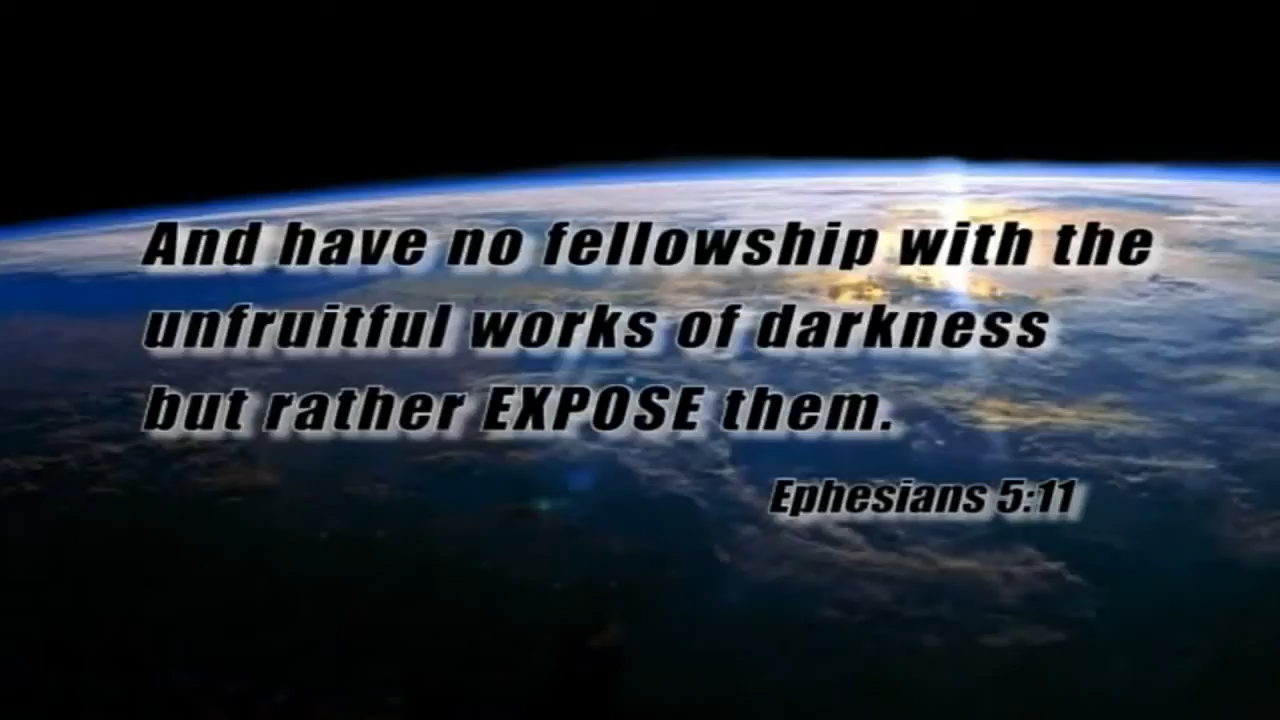 And have no fellowship with the
unfruitful works of darkness
but rather EXPOSE them.
Ephesians 5:11